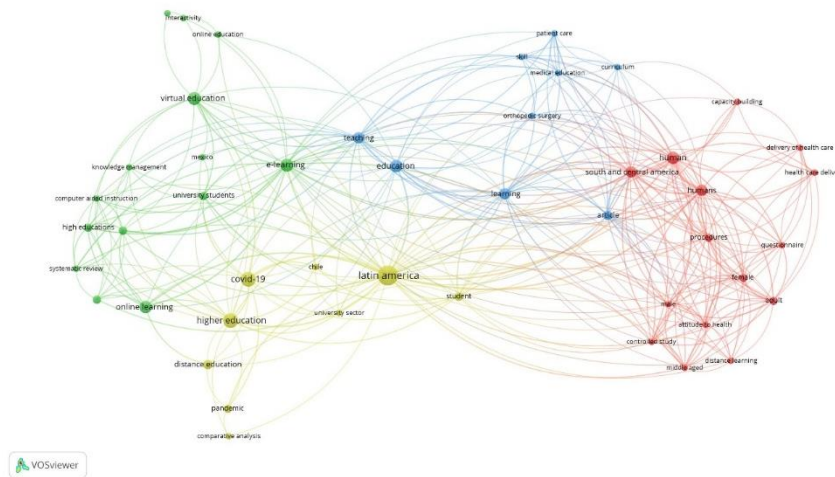 interactivity
online education
virtual education
mexico
e-learning
knowledge management
computer aided instruction
university students
high educations
systematic review
online learning
patient care
skill
medical education
curriculum
orthopedic surgery
teaching
education
learning
article
capacity building
human
south and central america
delivery of health care
health care deliv
humans
procedures
questionnaire
female
male
adult
attitude to health
controlled study
distance learning
middle aged
latin america
covid-19
chile
student
university sector
higher education
distance education
pandemic
comparative analysis
VOSviewer